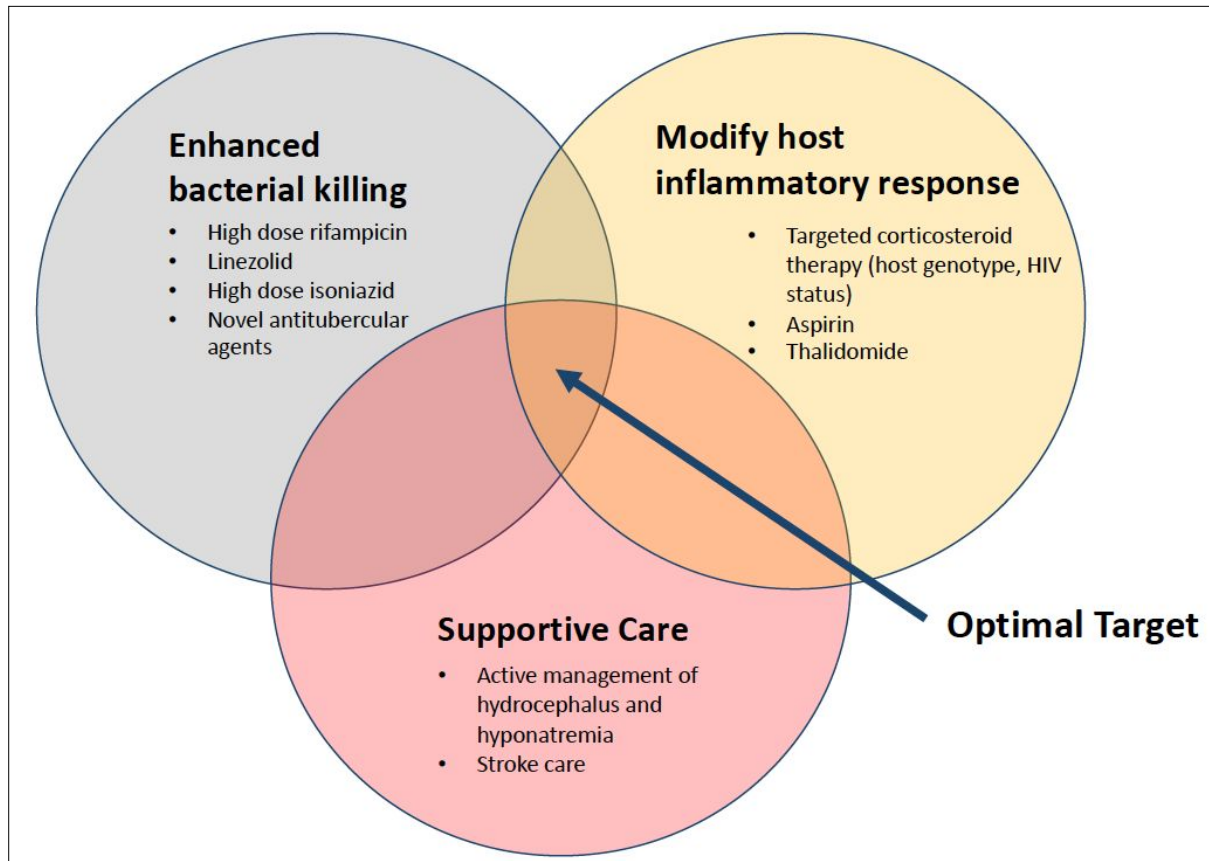 Enhanced
bacterial killing
• High dose rifampicin
• Linezolid
• High dose isoniazid
• Novel antitubercular
agents
Modify host
inflammatory response
• Targeted corticosteroid
therapy (host genotype, HIV
status)
• Aspirin
• Thalidomide
Supportive Care
• Active management of
hydrocephalus and
hyponatremia
• Stroke care
Optimal Target